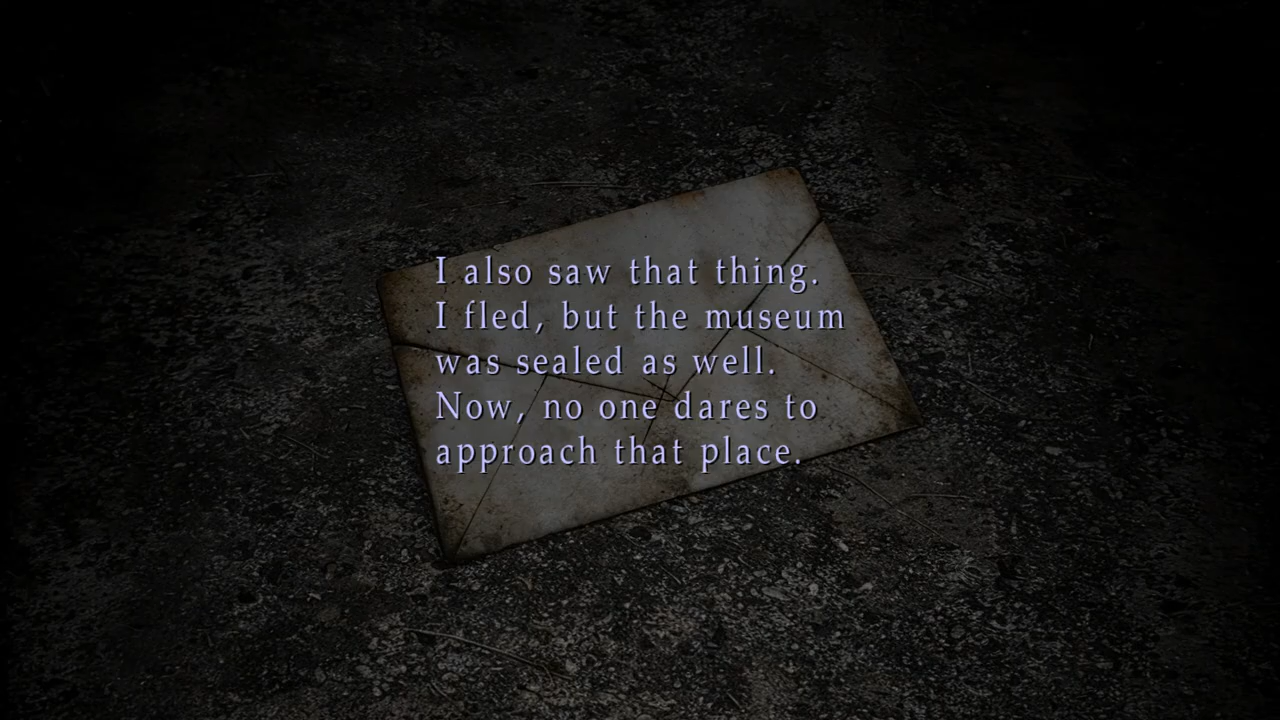 I also saw that thing.
I fled, but the museum
was sealed as well.
Now, no one dares to
approach that place.